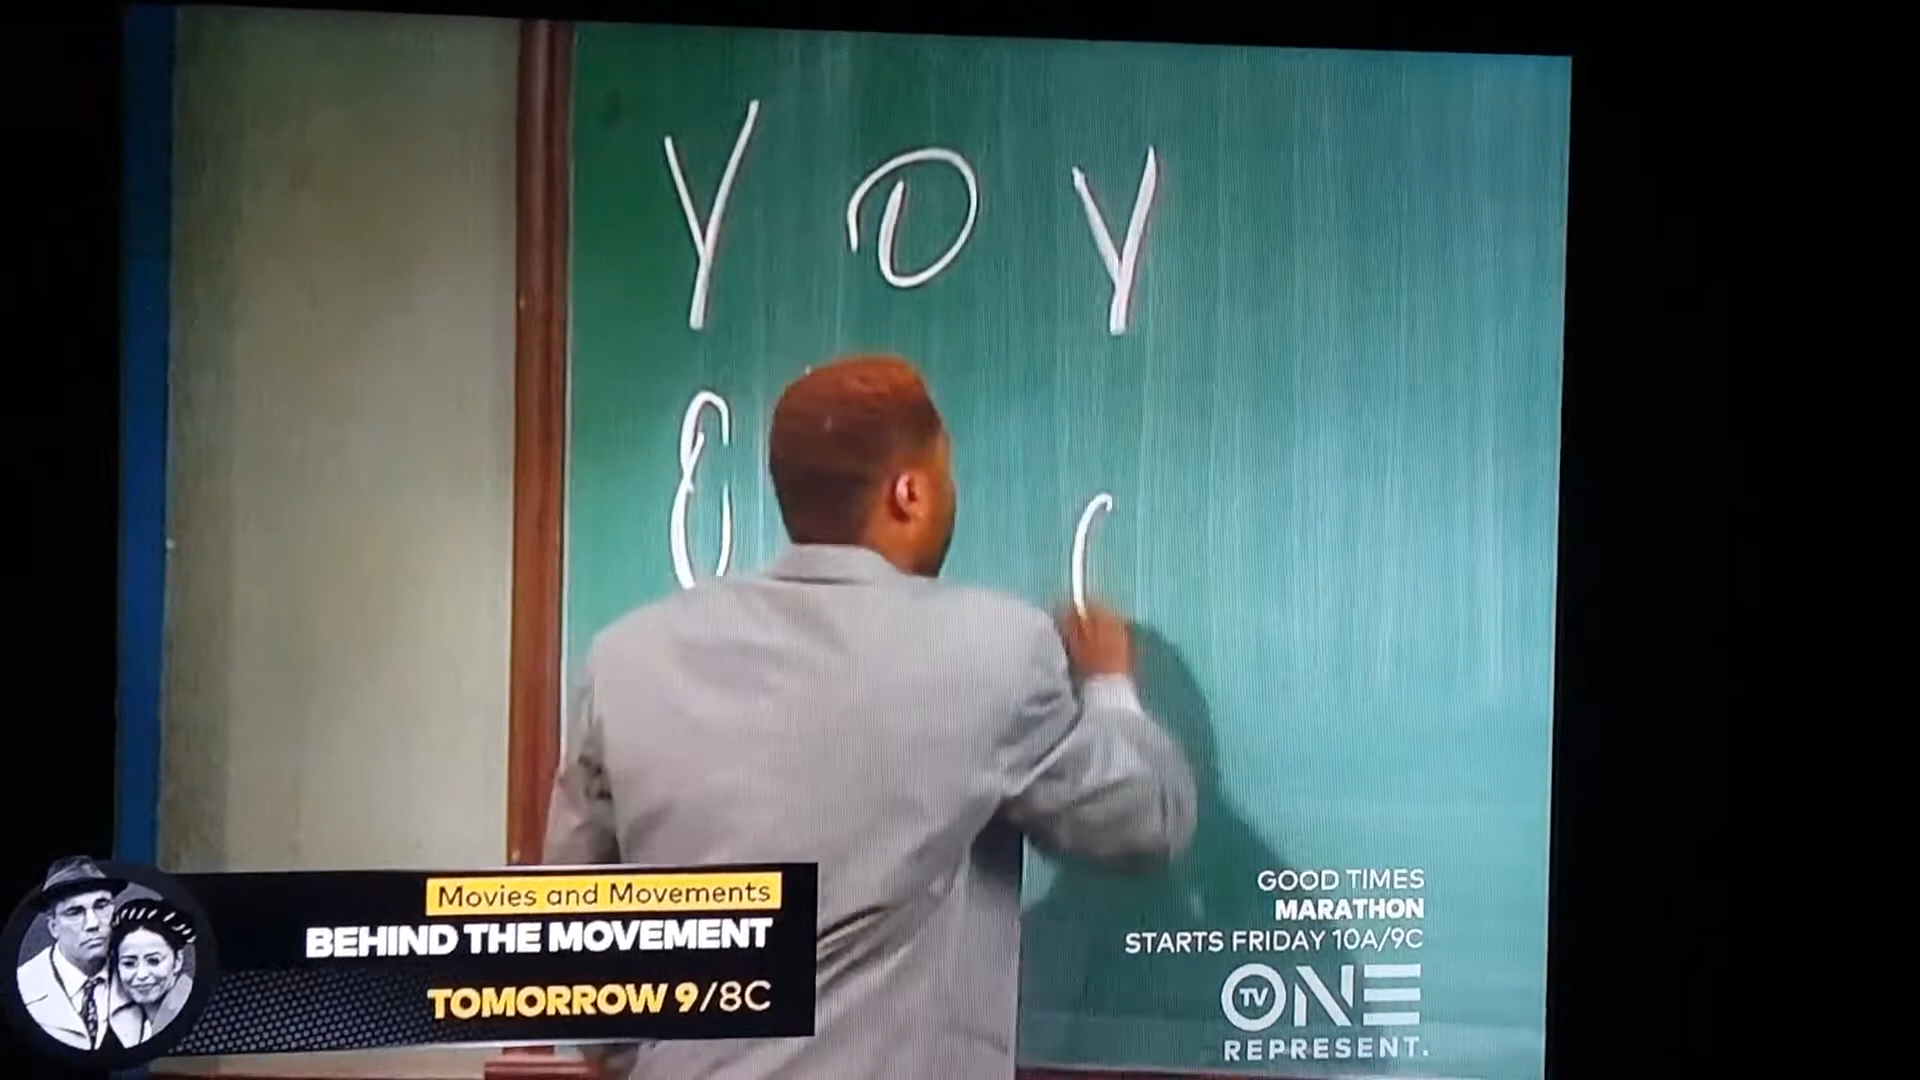 Y D Y
Movies and Movements
BEHIND THE MOVEMENT
TOMORROW 9/8C
GOOD TIMES
MARATHON
STARTS FRIDAY 10A/9C
TV ONE
REPRESENT.